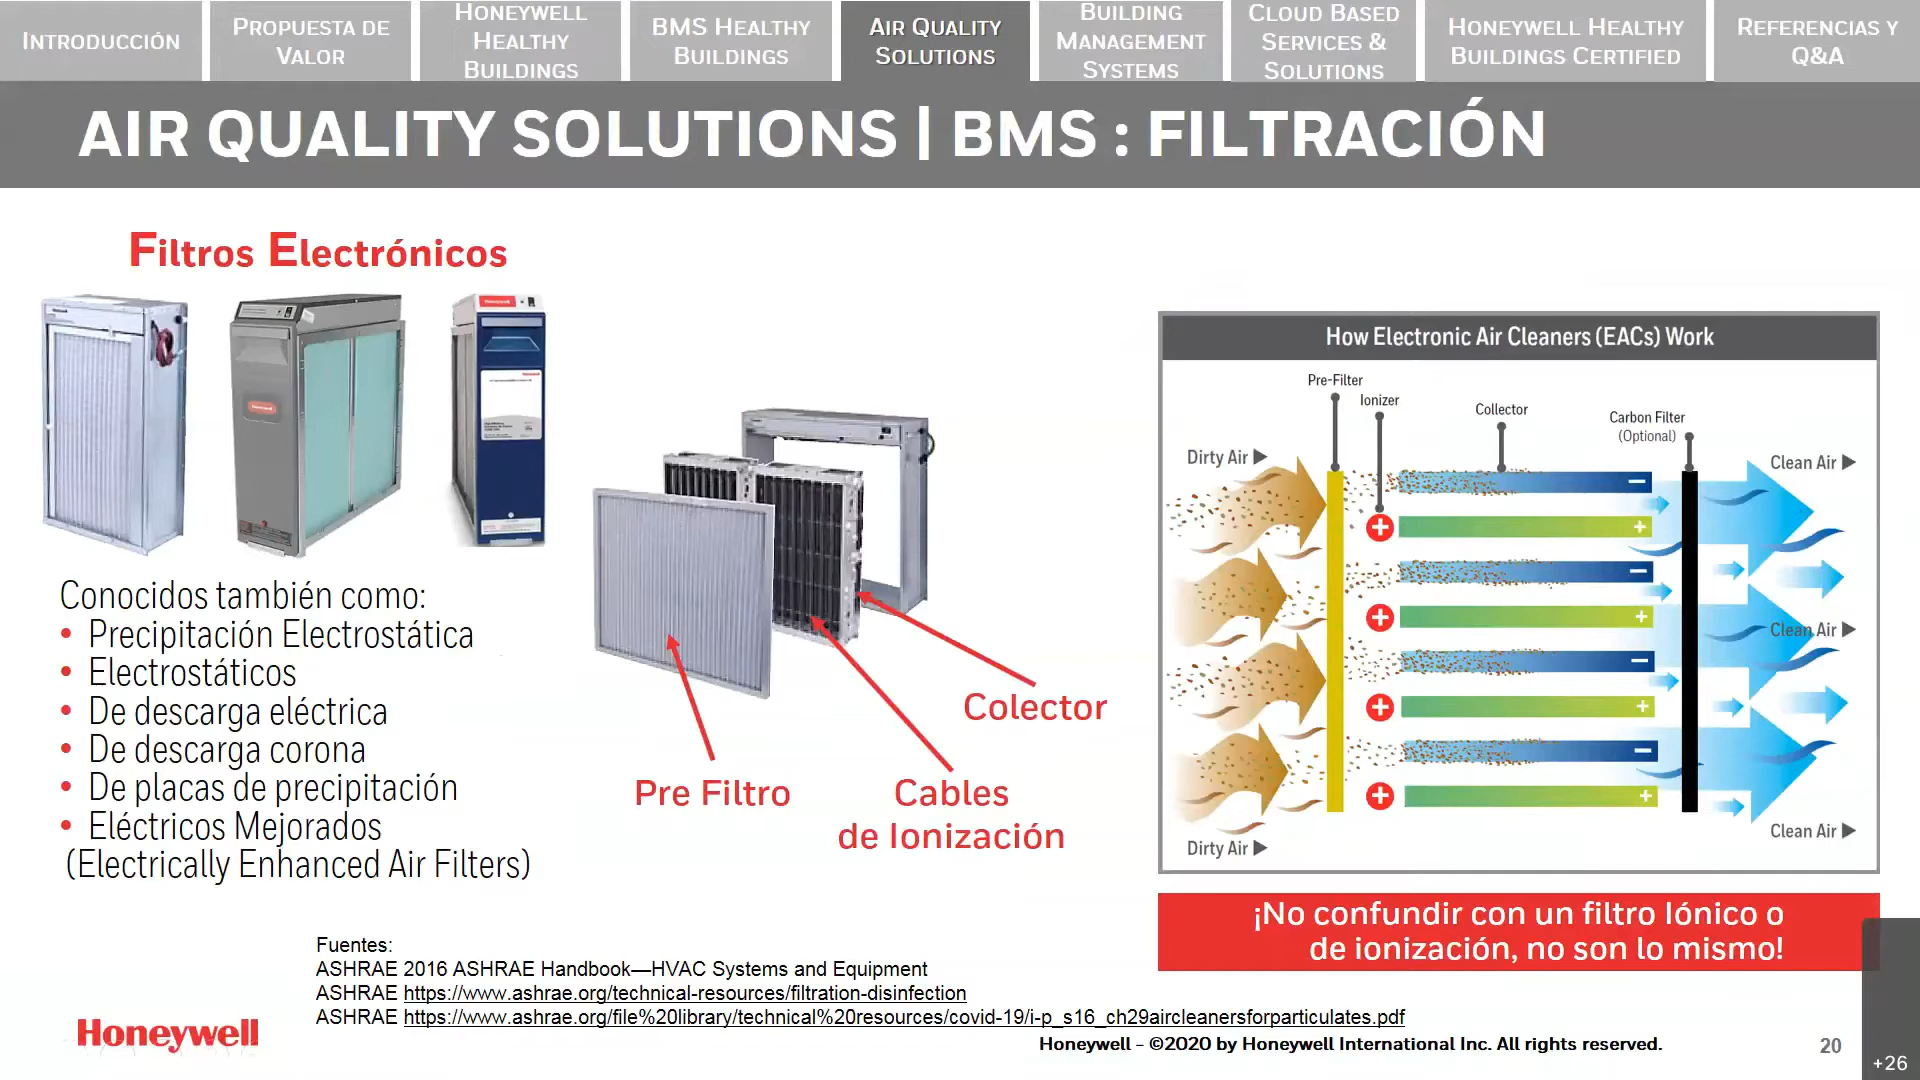 INTRODUCCIÓN
PROPUESTA DE
VALOR
HONEYWELL
HEALTHY
BUILDINGS
BMS HEALTHY
BUILDINGS
AIR QUALITY
SOLUTIONS
BUILDING
MANAGEMENT
SYSTEMS
CLOUD BASED
SERVICES &
SOLUTIONS
HONEYWELL HEALTHY
BUILDINGS CERTIFIED
REFERENCIAS Y
Q&A
AIR QUALITY SOLUTIONS | BMS : FILTRACIÓN
FILTROS ELECTRÓNICOS
Honeywell
Honeywell
Conocidos también como:
• Precipitación Electrostática
• Electrostáticos
• De descarga eléctrica
• De descarga corona
• De placas de precipitación
• Eléctricos Mejorados
(Electrically Enhanced Air Filters)
Colector
Pre Filtro
Cables
de Ionización
How Electronic Air Cleaners (EACs) Work
Pre-Filter
Ionizer
Collector
Carbon Filter
(Optional)
Dirty Air ▶
Clean Air ▶
Clean Air ▶
Clean Air ▶
Dirty Air ▶
¡No confundir con un filtro Iónico o
de ionización, no son lo mismo!
Fuentes:
ASHRAE 2016 ASHRAE Handbook—HVAC Systems and Equipment
ASHRAE https://www.ashrae.org/technical-resources/filtration-disinfection
ASHRAE https://www.ashrae.org/file%20library/technical%20resources/covid-19/i-p_s16_ch29aircleanersforparticulates.pdf
Honeywell
Honeywell - ©2020 by Honeywell International Inc. All rights reserved.
20
+26